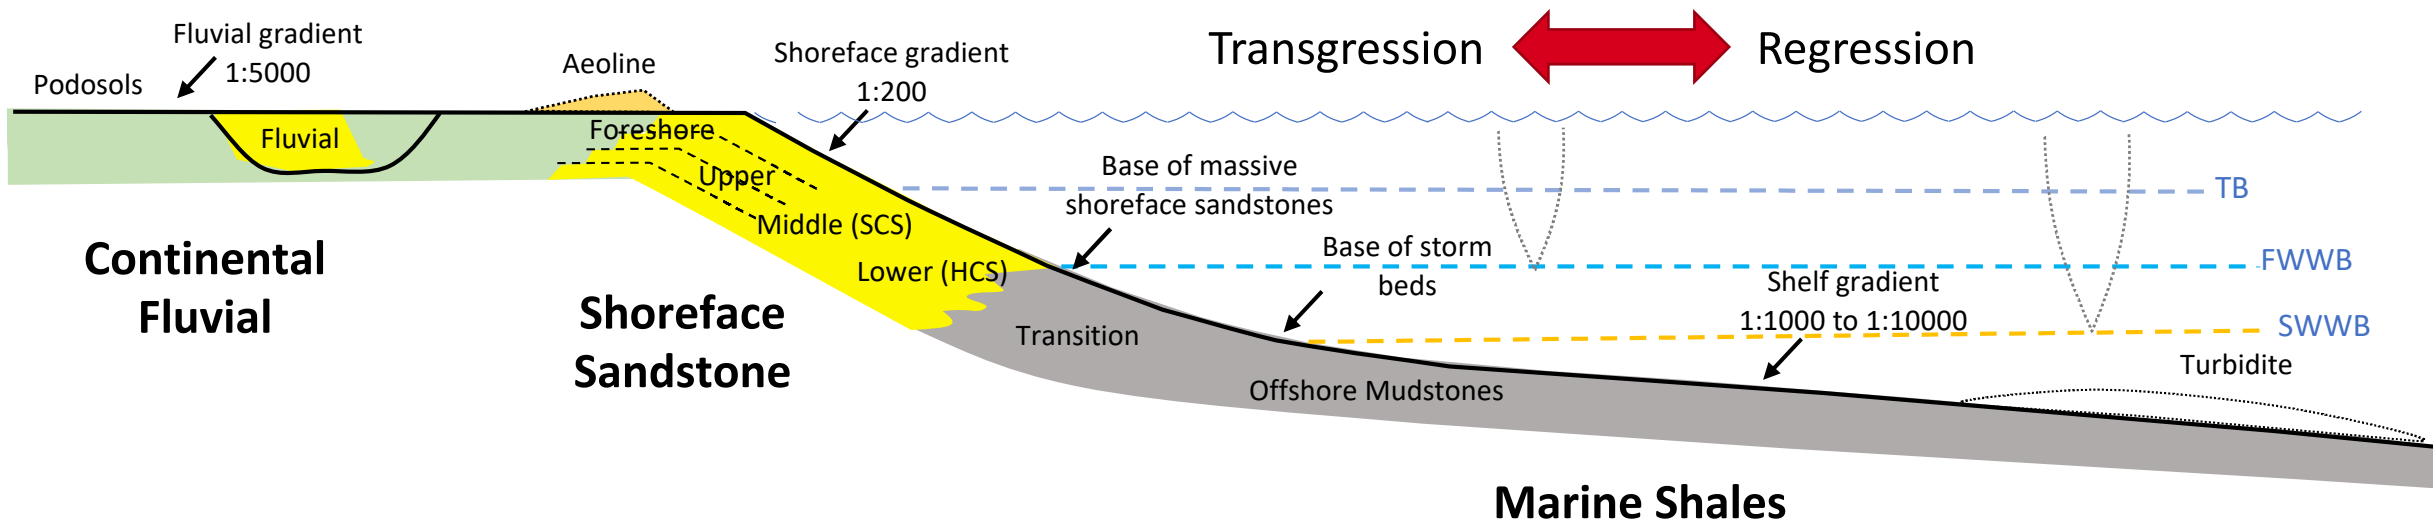 Fluvial gradient
1:5000
Podosols
Aeoline
Shoreface gradient
1:200
Transgression
Regression
Fluvial
Foreshore
Upper
Middle (SCS)
Lower (HCS)
Base of massive
shoreface sandstones
Base of storm
beds
TB
FWWB
Shelf gradient
1:1000 to 1:10000
SWWB
Turbidite
Transition
Offshore Mudstones
Continental
Fluvial
Shoreface
Sandstone
Marine Shales